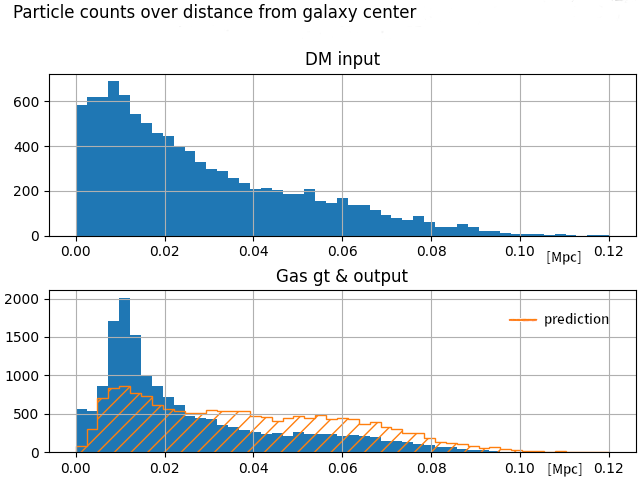 Particle counts over distance from galaxy center
DM input
600
400
200
0
0.00 0.02 0.04 0.06 0.08 0.10 0.12
[Mpc]
Gas gt & output
2000
1500
1000
500
0
prediction
0.00 0.02 0.04 0.06 0.08 0.10 0.12
[Mpc]